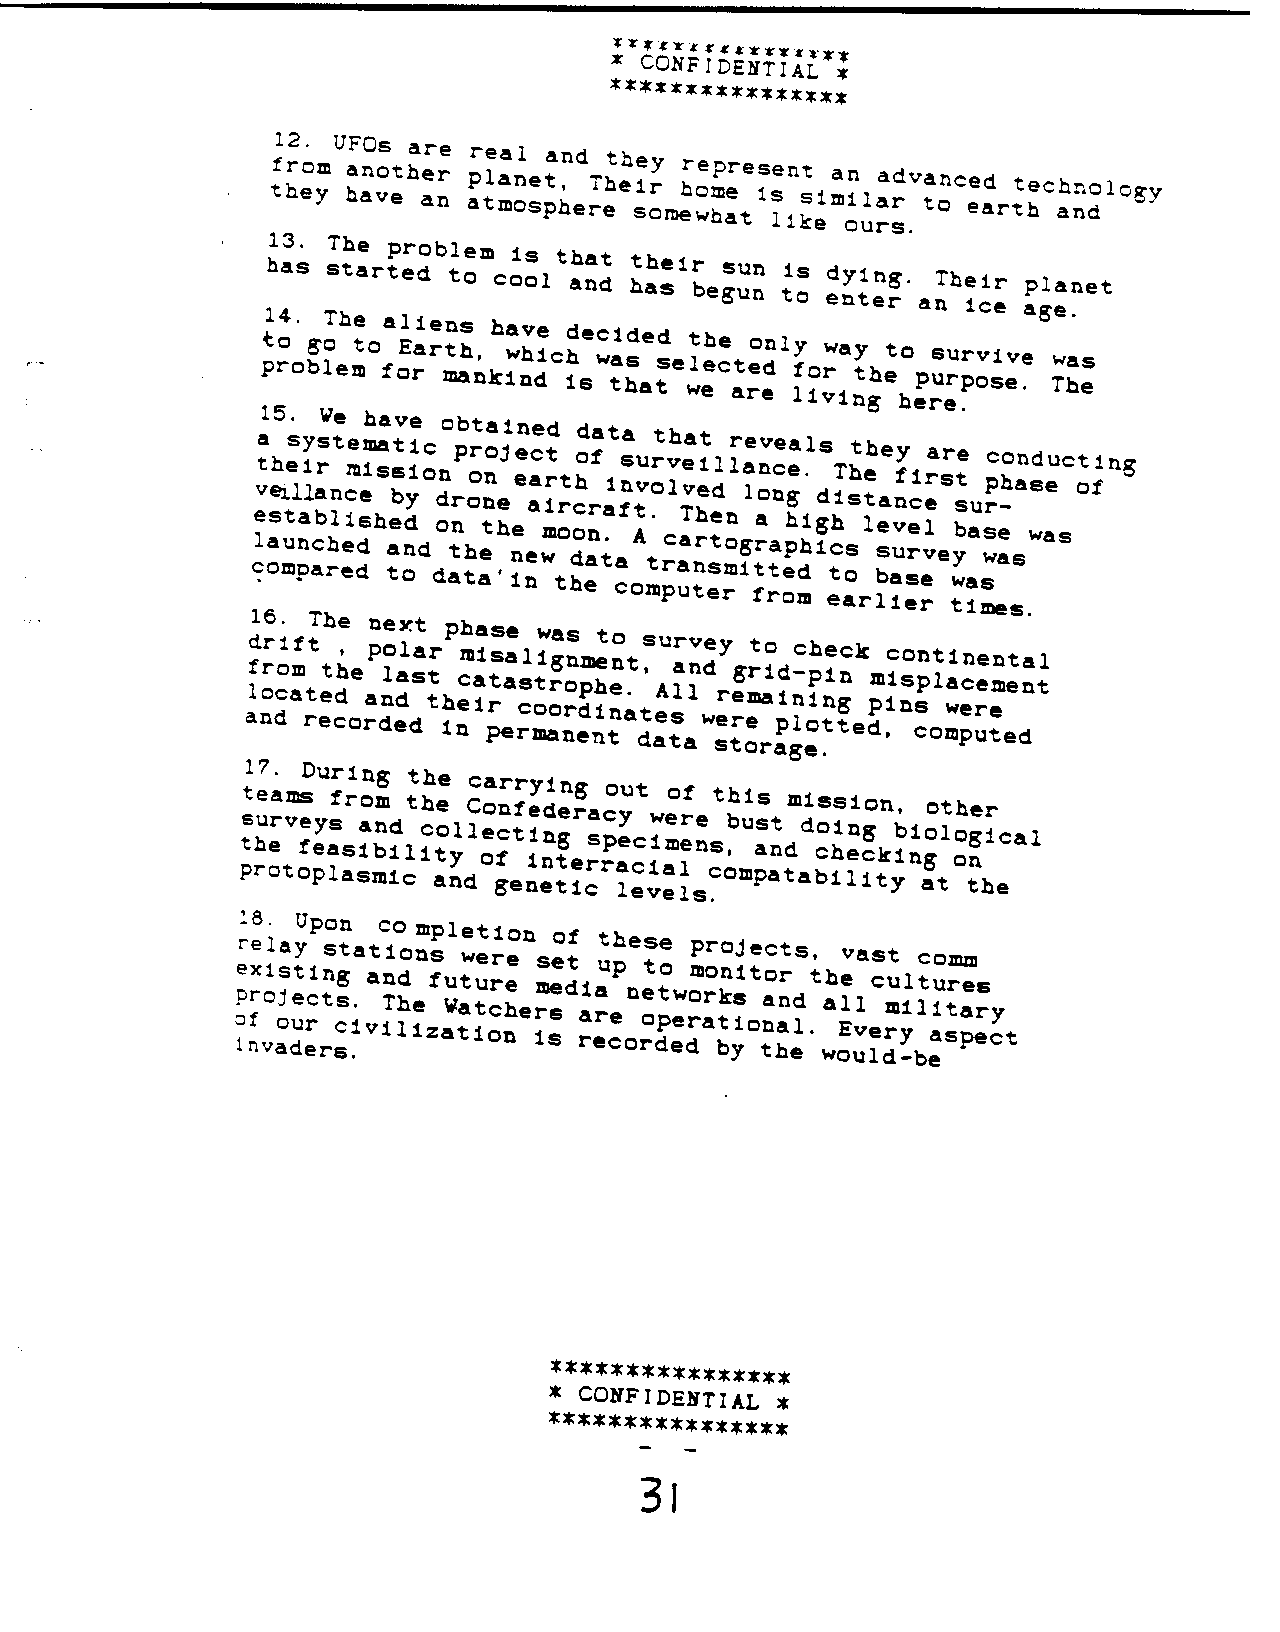 ****************
* CONFIDENTIAL *
****************
12. UFOs are real and they represent an advanced technology
from another planet, Their home is similar to earth and
they have an atmosphere somewhat like ours.
13. The problem is that their sun is dying. Their planet
has started to cool and has begun to enter an ice age.
14. The aliens have decided the only way to survive was
to go to Earth, which was selected for the purpose. The
problem for mankind is that we are living here.
15. We have obtained data that reveals they are conducting
a systematic project of surveillance. The first phase of
their mission on earth involved long distance sur-
veillance by drone aircraft. Then a high level base was
established on the moon. A cartographics survey was
launched and the new data transmitted to base was
compared to data'in the computer from earlier times.
16. The next phase was to survey to check continental
drift , polar misalignment, and grid-pin misplacement
from the last catastrophe. All remaining pins were
located and their coordinates were plotted, computed
and recorded in permanent data storage.
17. During the carrying out of this mission, other
teams from the Confederacy were bust doing biological
surveys and collecting specimens, and checking on
the feasibility of interracial compatability at the
protoplasmic and genetic levels.
18. Upon co mpletion of these projects, vast comm
relay stations were set up to monitor the cultures
existing and future media networks and all military
projects. The Watchers are operational. Every aspect
of our civilization is recorded by the would-be
invaders.
****************
* CONFIDENTIAL *
****************
- -
31